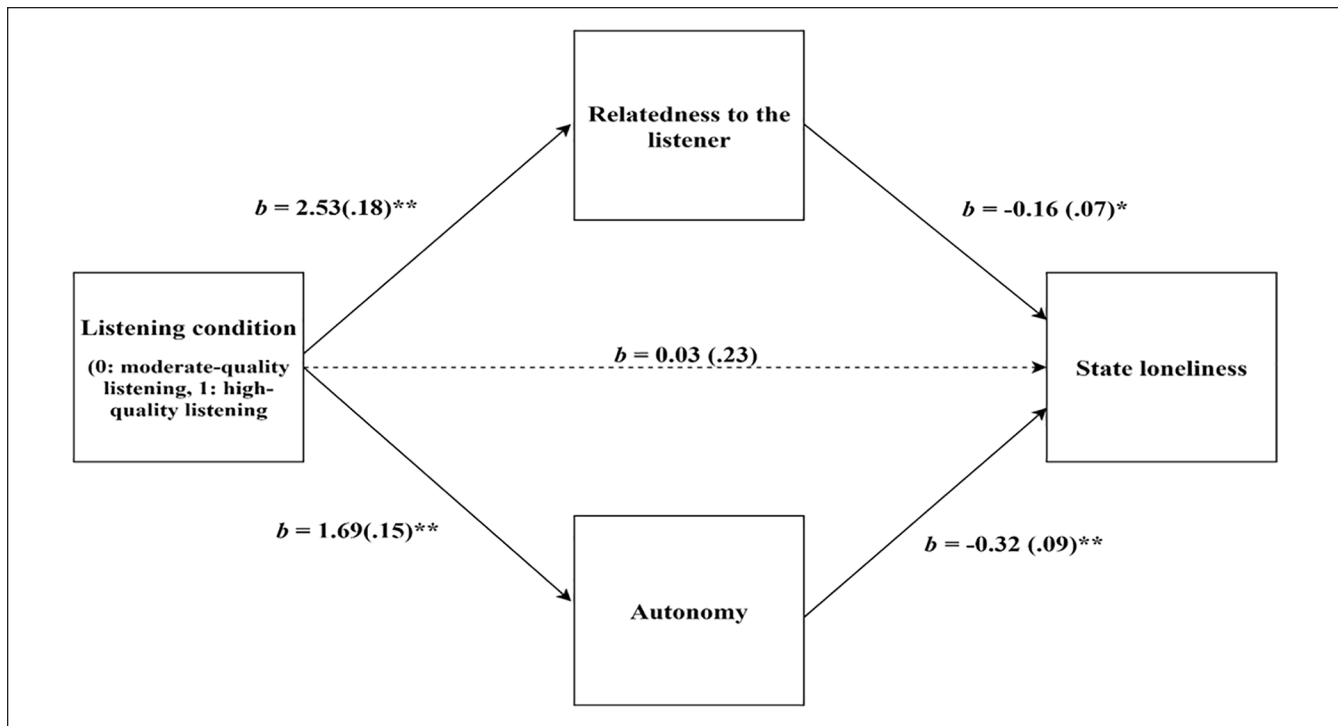 Relatedness to the
listener
b = 2.53(.18)**
b = -0.16 (.07)*
Listening condition
(0: moderate-quality
listening, 1: high-
quality listening
b = 0.03 (.23)
State loneliness
b = 1.69(.15)**
b = -0.32 (.09)**
Autonomy